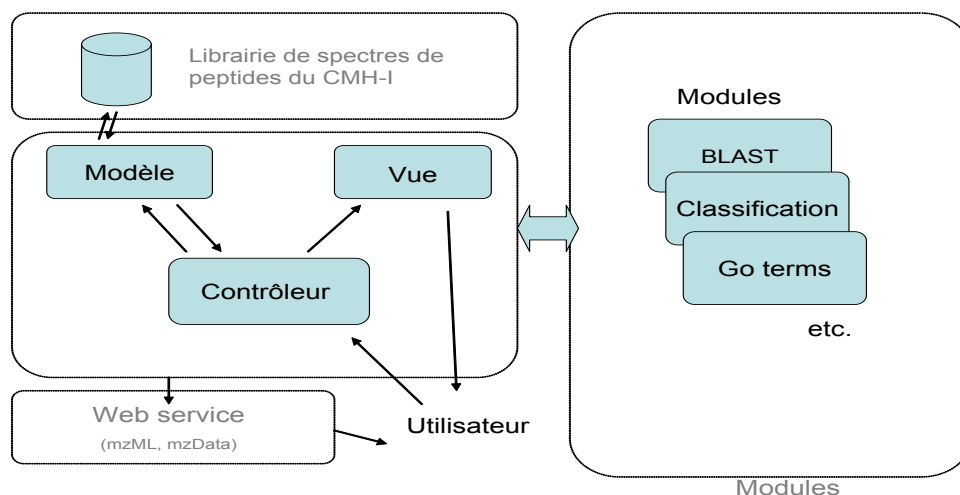 Librairie de spectres de
peptides du CMH-I
Modèle
Vue
Contrôleur
Web service
(mzML, mzData)
Utilisateur
Modules
BLAST
Classification
Go terms
etc.
Modules